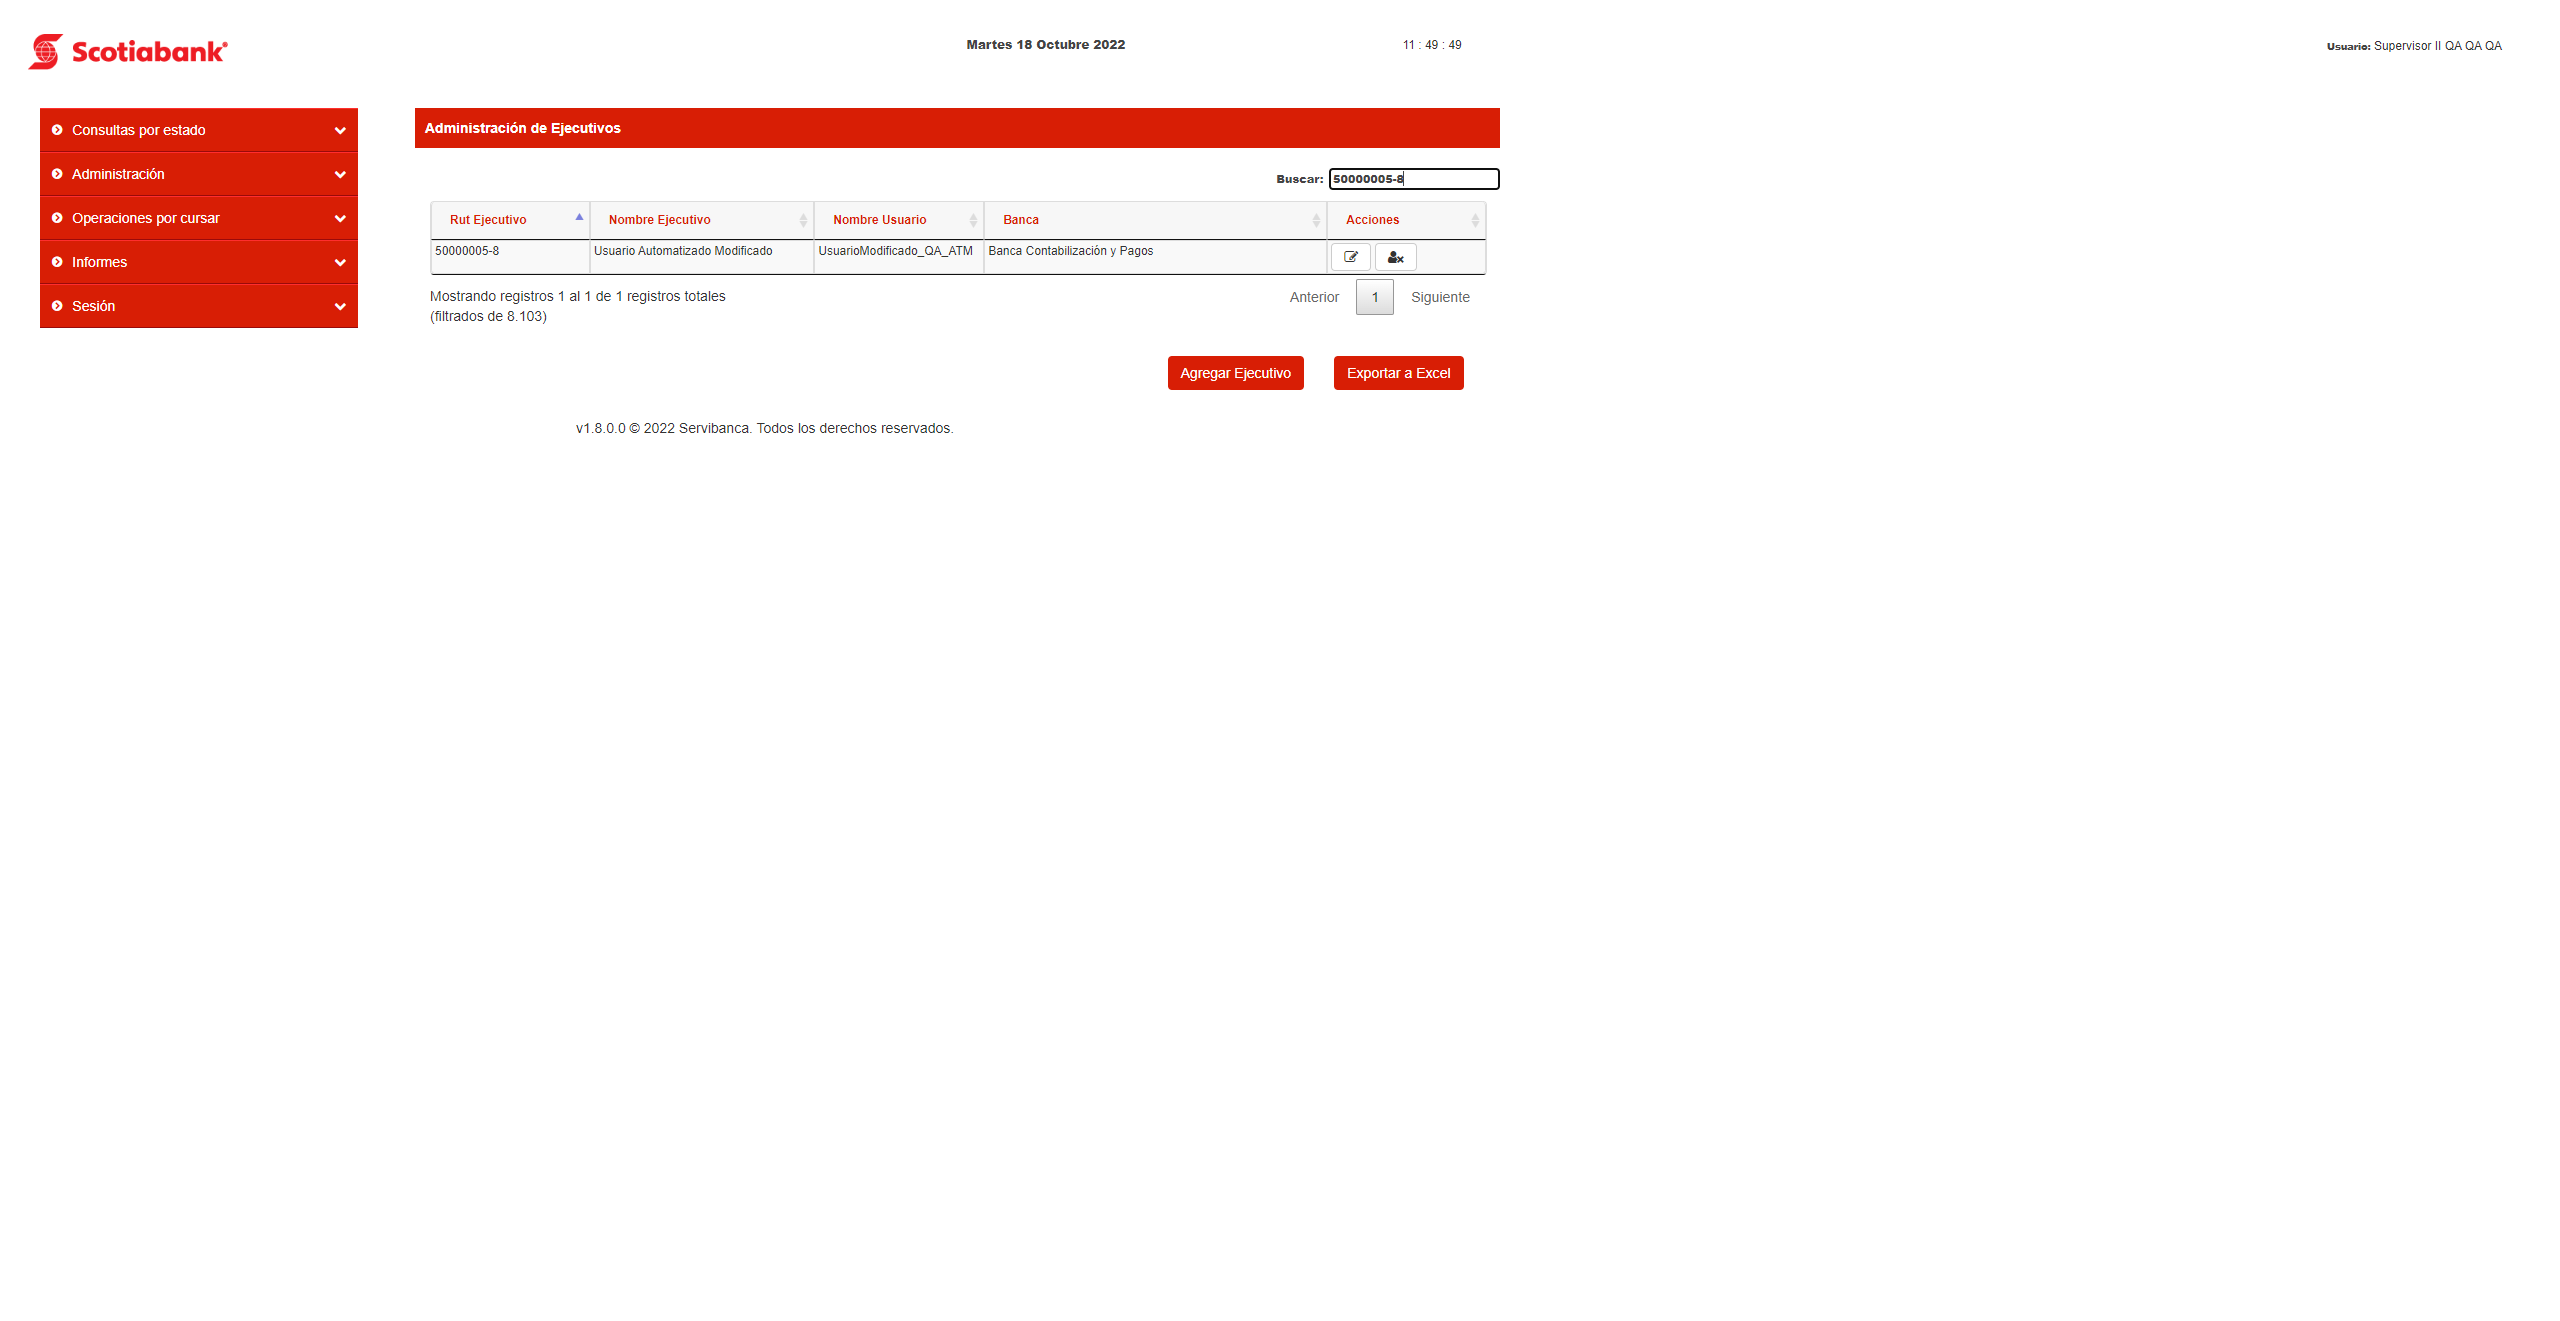 Scotiabank®
Martes 18 Octubre 2022
11 : 49 : 49
Usuario: Supervisor II QA QA QA
Consultas por estado
Administración
Operaciones por cursar
Informes
Sesión
Administración de Ejecutivos
Buscar: 50000005-8
Rut Ejecutivo Nombre Ejecutivo Nombre Usuario Banca Acciones
50000005-8 Usuario Automatizado Modificado UsuarioModificado_QA_ATM Banca Contabilización y Pagos
Mostrando registros 1 al 1 de 1 registros totales
(filtrados de 8.103)
Anterior 1 Siguiente
Agregar Ejecutivo Exportar a Excel
v1.8.0.0 © 2022 Servibanca. Todos los derechos reservados.